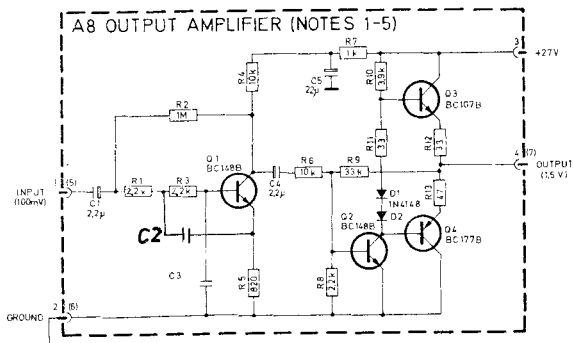 A8 OUTPUT AMPLIFIER (NOTES 1-5)
R7
1k
3
+27V
R4
10k
C5
22µ
R10
3,9k
Q3
BC107B
R2
1M
R11
33
R12
33
Q1
BC148B
4 (7)
OUTPUT
(1,5 V)
INPUT
(100mV)
1 (5)
C1
2,2µ
R1
2,2k
R3
2,2k
C4
2,2µ
R6
10k
R9
33k
R13
47
D1
1N4148
D2
Q2
BC148B
Q4
BC177B
C2
C3
R5
820
R8
2,2k
2 (6)
GROUND